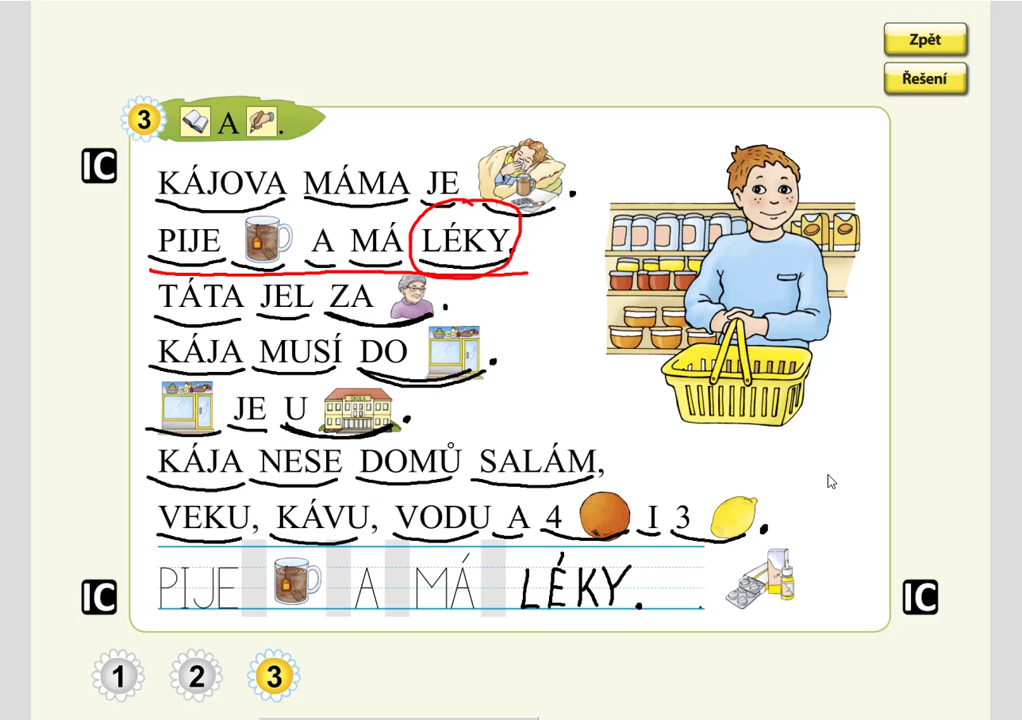 Zpět
Řešení
3 A .
IC
KÁJOVA MÁMA JE .
PIJE A MÁ LÉKY.
TÁTA JEL ZA .
KÁJA MUSÍ DO .
JE U .
KÁJA NESE DOMŮ SALÁM,
VEKU, KÁVU, VODU A 4 I 3 .
IC PIJE A MÁ LÉKY. . IC
1 2 3